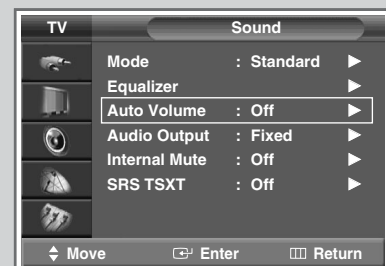 TV Sound
Mode : Standard
Equalizer
Auto Volume : Off
Audio Output : Fixed
Internal Mute : Off
SRS TSXT : Off
Move Enter Return